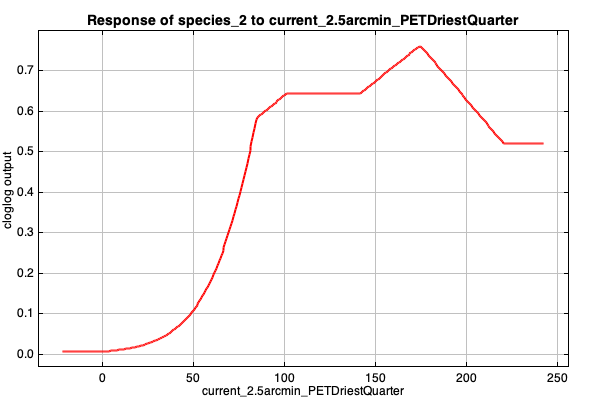 Response of species_2 to current_2.5arcmin_PETDriestQuarter
cloglog output
0.7
0.6
0.5
0.4
0.3
0.2
0.1
0.0
0 50 100 150 200 250
current_2.5arcmin_PETDriestQuarter